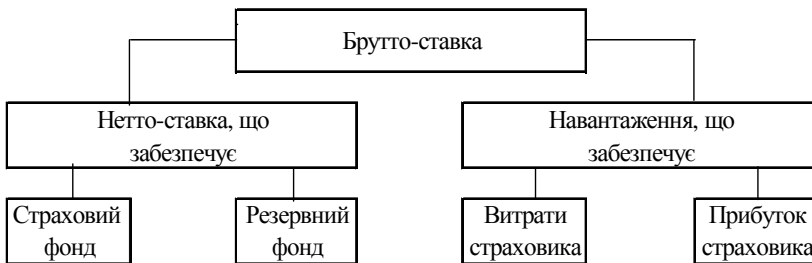 Брутто-ставка
Нетто-ставка, що
забезпечує
Навантаження, що
забезпечує
Страховий
фонд
Резервний
фонд
Витрати
страховика
Прибуток
страховика